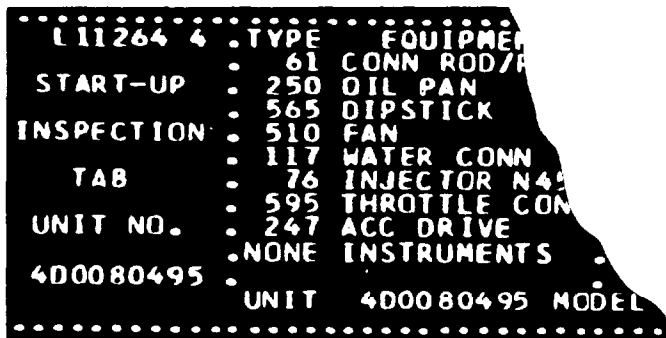 L11264 4 TYPE EQUIPMEN
61 CONN ROD/P
START-UP 250 OIL PAN
565 DIPSTICK
INSPECTION 510 FAN
117 WATER CONN
TAB 76 INJECTOR N45
595 THROTTLE CON
UNIT NO. 247 ACC DRIVE
NONE INSTRUMENTS
4D0080495
UNIT 4D0080495 MODEL